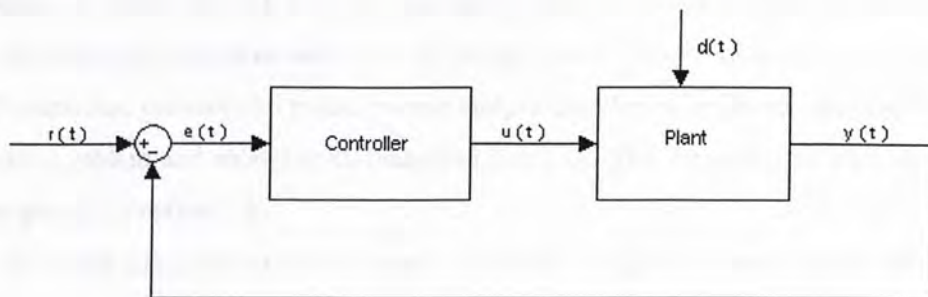 d(t)
r(t) + - e(t) Controller u(t) Plant y(t)